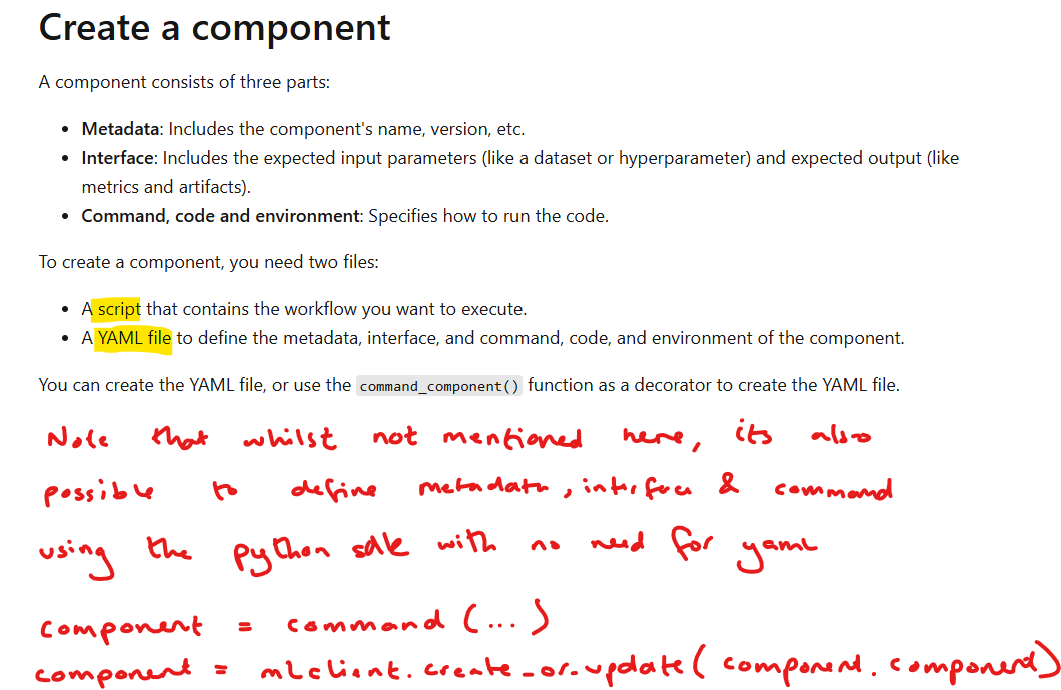 Create a component
A component consists of three parts:
• Metadata: Includes the component's name, version, etc.
• Interface: Includes the expected input parameters (like a dataset or hyperparameter) and expected output (like
metrics and artifacts).
• Command, code and environment: Specifies how to run the code.
To create a component, you need two files:
• A script that contains the workflow you want to execute.
• A YAML file to define the metadata, interface, and command, code, and environment of the component.
You can create the YAML file, or use the command_component() function as a decorator to create the YAML file.
Note that whilst not mentioned here, its also
possible to define metadata, interface & command
using the python sdk with no need for yaml
component = command (...)
component = mlclient.create_or_update( component.component)